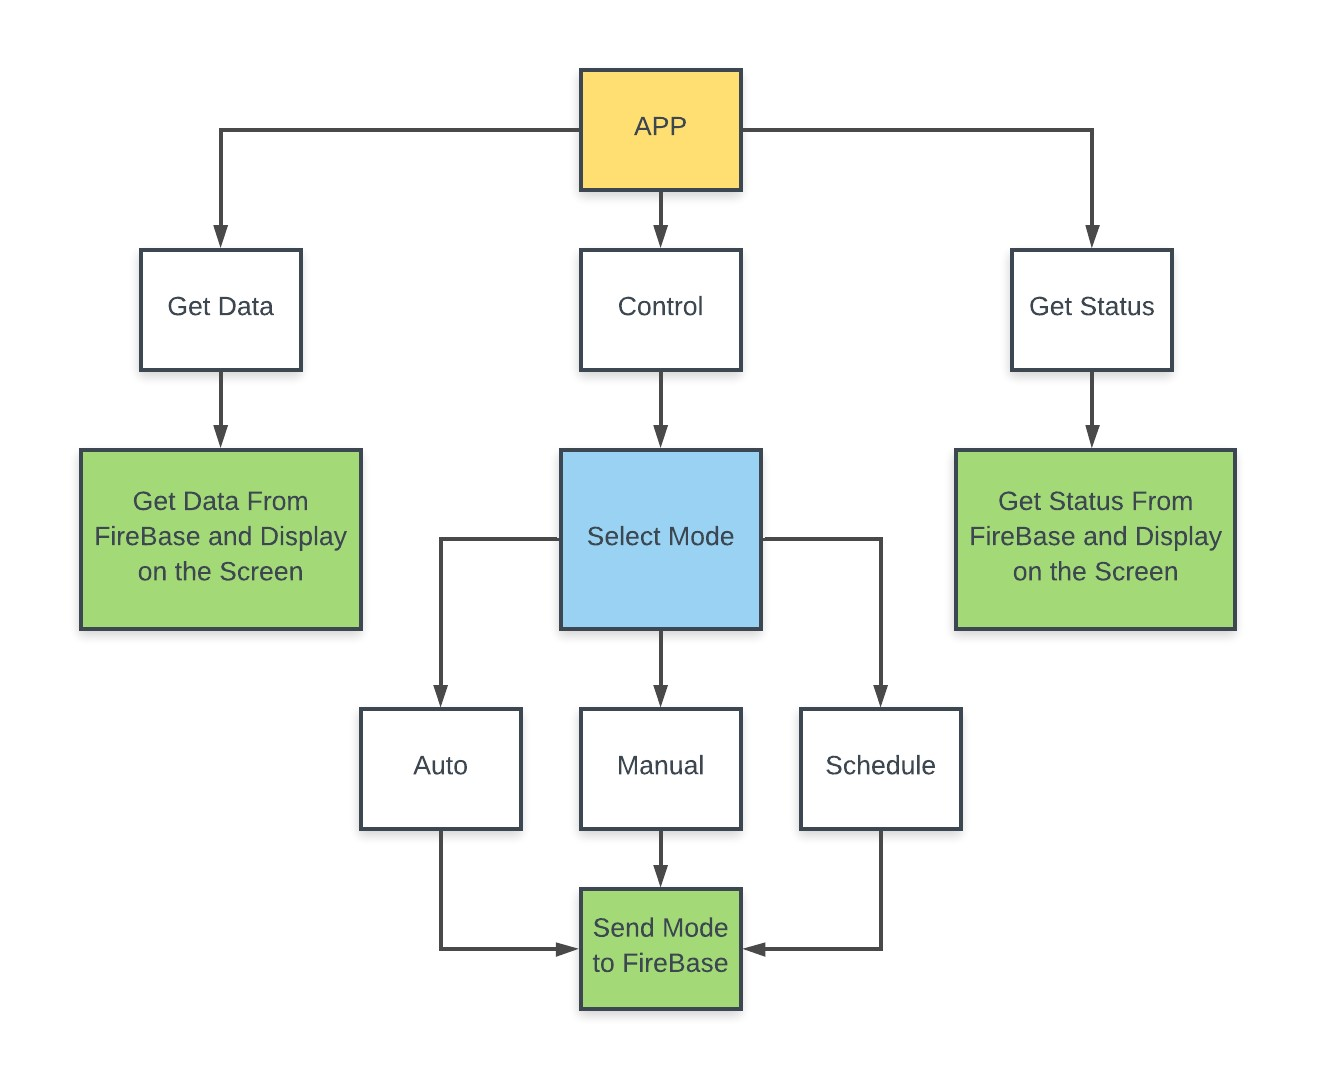 APP
Get Data
Control
Get Status
Get Data From
FireBase and Display
on the Screen
Select Mode
Get Status From
FireBase and Display
on the Screen
Auto
Manual
Schedule
Send Mode
to FireBase